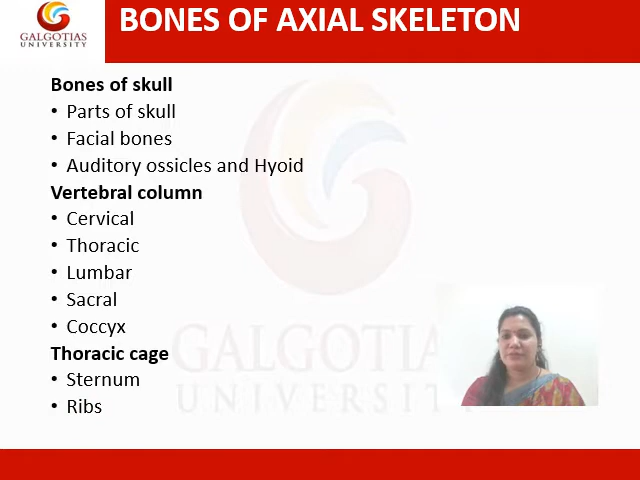 GALGOTIAS
UNIVERSITY
BONES OF AXIAL SKELETON
Bones of skull
• Parts of skull
• Facial bones
• Auditory ossicles and Hyoid
Vertebral column
• Cervical
• Thoracic
• Lumbar
• Sacral
• Coccyx
Thoracic cage
• Sternum
• Ribs
GALGOTIA
UNIVERSITY